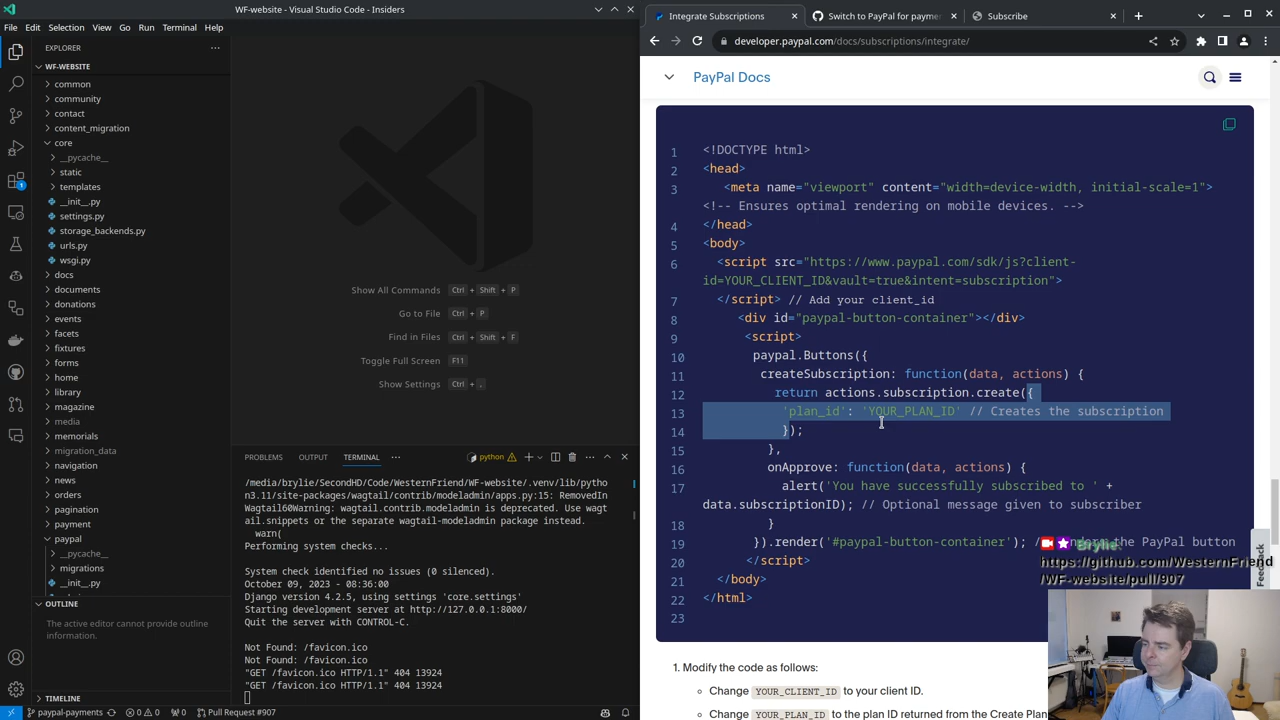 WF-website - Visual Studio Code - Insiders
File Edit Selection View Go Run Terminal Help
EXPLORER
WF-WEBSITE
common
community
contact
content_migration
core
__pycache__
static
templates
__init__.py
settings.py
storage_backends.py
urls.py
wsgi.py
docs
documents
donations
events
facets
fixtures
forms
home
library
magazine
media
memorials
migration_data
navigation
news
orders
pagination
payment
paypal
__pycache__
migrations
__init__.py
OUTLINE
The active editor cannot provide outline
information.
TIMELINE
1
Show All Commands Ctrl + Shift + P
Go to File Ctrl + P
Find in Files Ctrl + Shift + F
Toggle Full Screen F11
Show Settings Ctrl + ,
PROBLEMS OUTPUT TERMINAL python
/media/brylie/SecondHD/Code/WesternFriend/WF-website/.venv/lib/pytho
n3.11/site-packages/wagtail/contrib/modeladmin/apps.py:15: RemovedIn
Wagtail60Warning: wagtail.contrib.modeladmin is deprecated. Use wagt
ail.snippets or the separate wagtail-modeladmin package instead.
warn(
Performing system checks...
System check identified no issues (0 silenced).
October 09, 2023 - 08:36:00
Django version 4.2.5, using settings 'core.settings'
Starting development server at http://127.0.0.1:8000/
Quit the server with CONTROL-C.
Not Found: /favicon.ico
Not Found: /favicon.ico
"GET /favicon.ico HTTP/1.1" 404 13924
"GET /favicon.ico HTTP/1.1" 404 13924
paypal-payments 0 0 0 Pull Request #907
Integrate Subscriptions Switch to PayPal for payme Subscribe
developer.paypal.com/docs/subscriptions/integrate/
PayPal Docs
1 <!DOCTYPE html>
2 <head>
3 <meta name="viewport" content="width=device-width, initial-scale=1">
<!-- Ensures optimal rendering on mobile devices. -->
4 </head>
5 <body>
6 <script src="https://www.paypal.com/sdk/js?client-
id=YOUR_CLIENT_ID&vault=true&intent=subscription">
7 </script> // Add your client_id
8 <div id="paypal-button-container"></div>
9 <script>
10 paypal.Buttons({
11 createSubscription: function(data, actions) {
12 return actions.subscription.create({
13 'plan_id': 'YOUR_PLAN_ID' // Creates the subscription
14 });
15 },
16 onApprove: function(data, actions) {
17 alert('You have successfully subscribed to ' +
data.subscriptionID); // Optional message given to subscriber
18 }
19 }).render('#paypal-button-container'); // the PayPal button
20 </script>
21 </body>
22 </html>
23
Brylie
https://github.com/WesternFriend
/WF-website/pull/907
Feedback
1. Modify the code as follows:
Change YOUR_CLIENT_ID to your client ID.
Change YOUR_PLAN_ID to the plan ID returned from the Create Plan